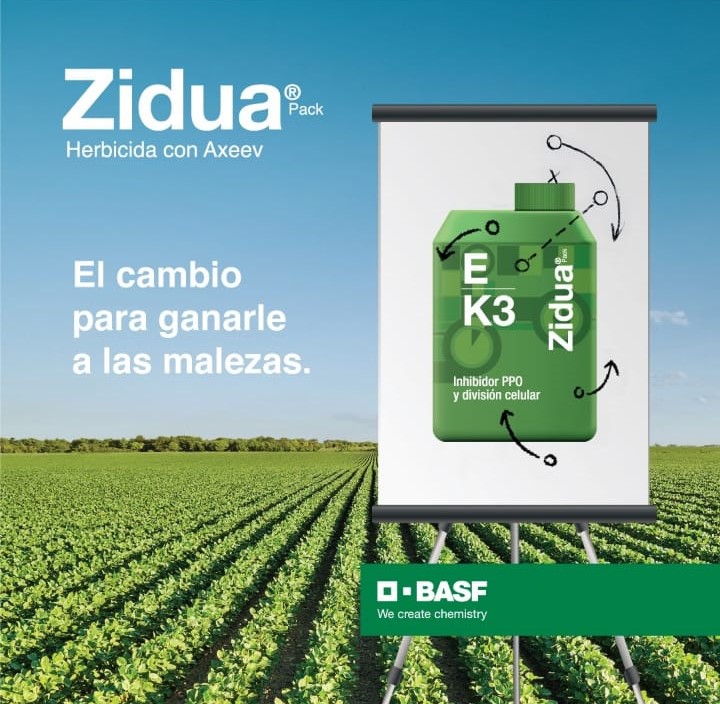 Zidua® Pack
Herbicida con Axeev
El cambio
para ganarle
a las malezas.
E
K3
Zidua® Pack
Inhibidor PPO
y división celular
BASF
We create chemistry